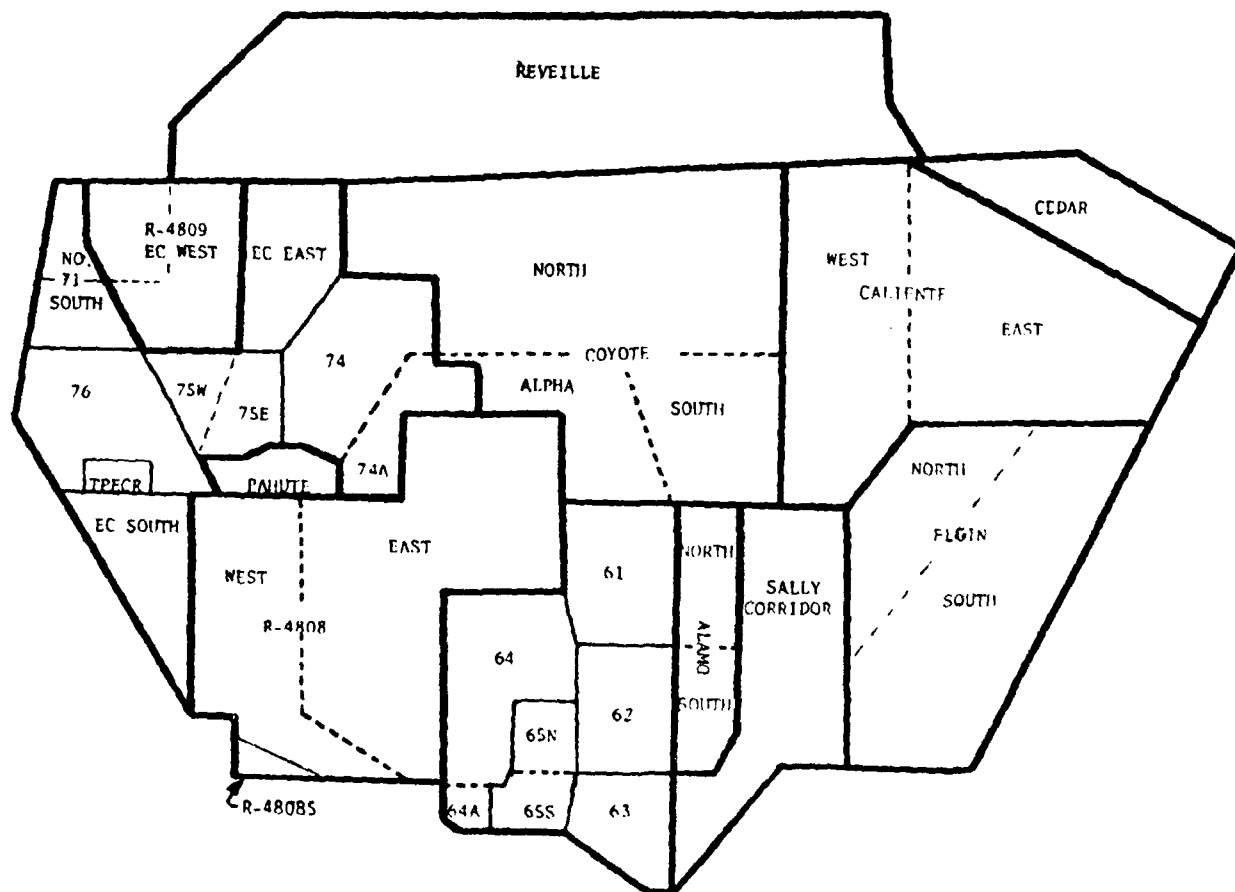 REVEILLE
CEDAR
R-4809
EC WEST
EC EAST
NO.
71
SOUTH
NORTH
WEST
CALIENTE
EAST
76
75W
75E
74
COYOTE
ALPHA
SOUTH
74A
PAHUTE
TPECR
EC SOUTH
NORTH
ELGIN
SOUTH
WEST
EAST
R-4808
61
NORTH
ALAMO
SOUTH
SALLY
CORRIDOR
64
62
65N
64A
65S
63
R-4808S